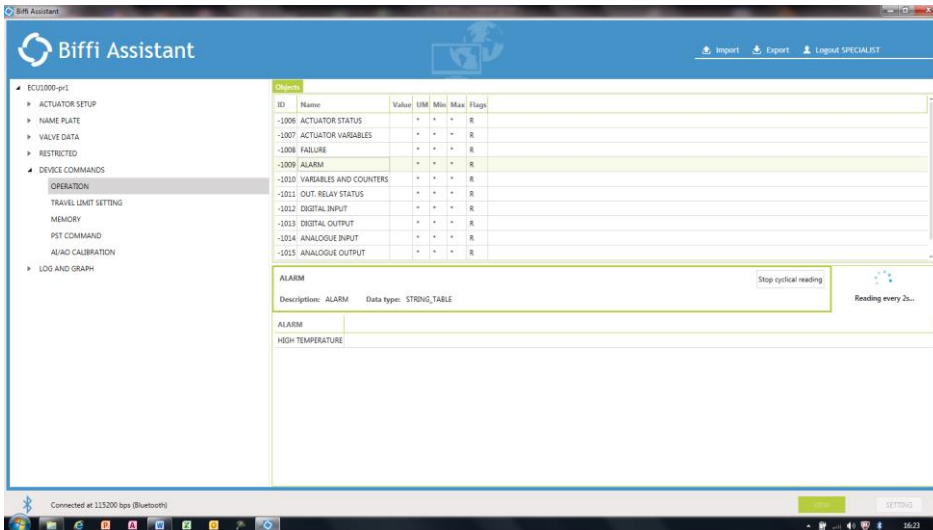 Biffi Assistant
Biffi Assistant
Import Export Logout SPECIALIST
ECU1000-pr1
ACTUATOR SETUP
NAME PLATE
VALVE DATA
RESTRICTED
DEVICE COMMANDS
OPERATION
TRAVEL LIMIT SETTING
MEMORY
PST COMMAND
AI/AO CALIBRATION
LOG AND GRAPH
Objects
ID Name Value UM Min Max Flags
-1006 ACTUATOR STATUS * * * R
-1007 ACTUATOR VARIABLES * * * R
-1008 FAILURE * * * R
-1009 ALARM * * * R
-1010 VARIABLES AND COUNTERS * * * R
-1011 OUT. RELAY STATUS * * * R
-1012 DIGITAL INPUT * * * R
-1013 DIGITAL OUTPUT * * * R
-1014 ANALOGUE INPUT * * * R
-1015 ANALOGUE OUTPUT * * * R
ALARM Stop cyclical reading
Description: ALARM Data type: STRING_TABLE Reading every 2s...
ALARM
HIGH TEMPERATURE
Connected at 115200 bps (Bluetooth) SETTING
16:23